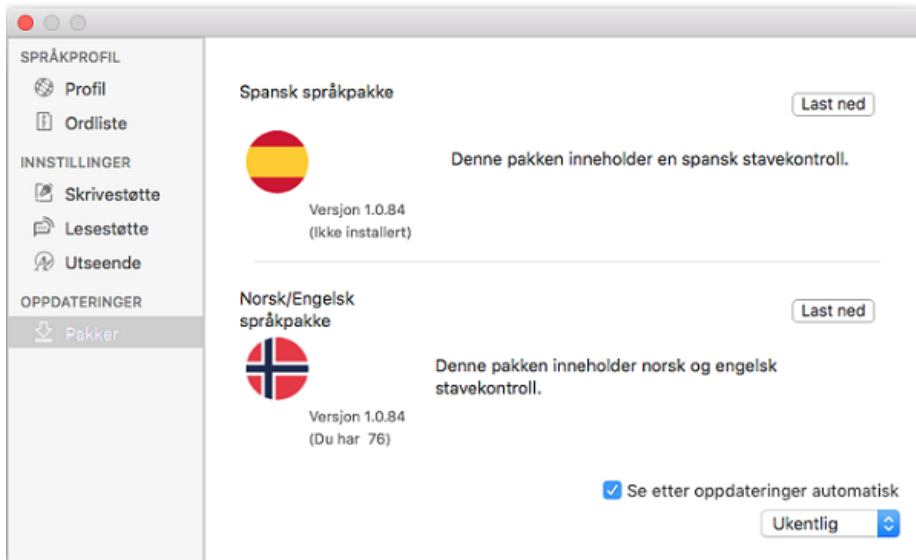 SPRÅKPROFIL
Profil
Ordliste
INNSTILLINGER
Skrivestøtte
Lesestøtte
Utseende
OPPDATERINGER
Pakker
Spansk språkpakke
Last ned
Denne pakken inneholder en spansk stavekontroll.
Versjon 1.0.84
(Ikke installert)
Norsk/Engelsk
språkpakke
Last ned
Denne pakken inneholder norsk og engelsk
stavekontroll.
Versjon 1.0.84
(Du har 76)
Se etter oppdateringer automatisk
Ukentlig